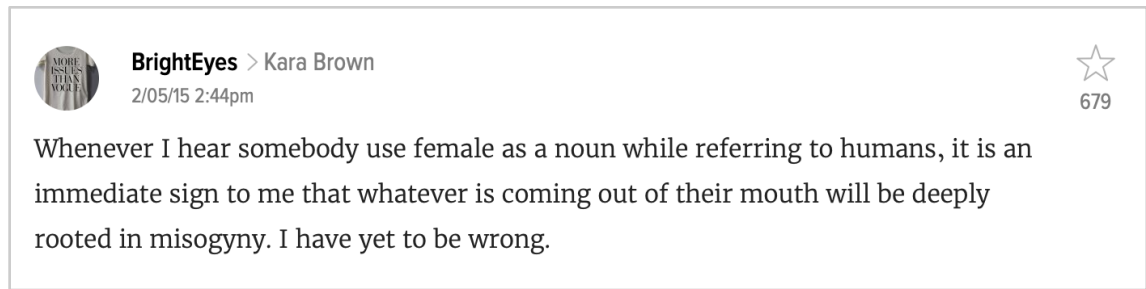 MORE
ISSUES
THAN
VOGUE
BrightEyes > Kara Brown
2/05/15 2:44pm
679
Whenever I hear somebody use female as a noun while referring to humans, it is an
immediate sign to me that whatever is coming out of their mouth will be deeply
rooted in misogyny. I have yet to be wrong.